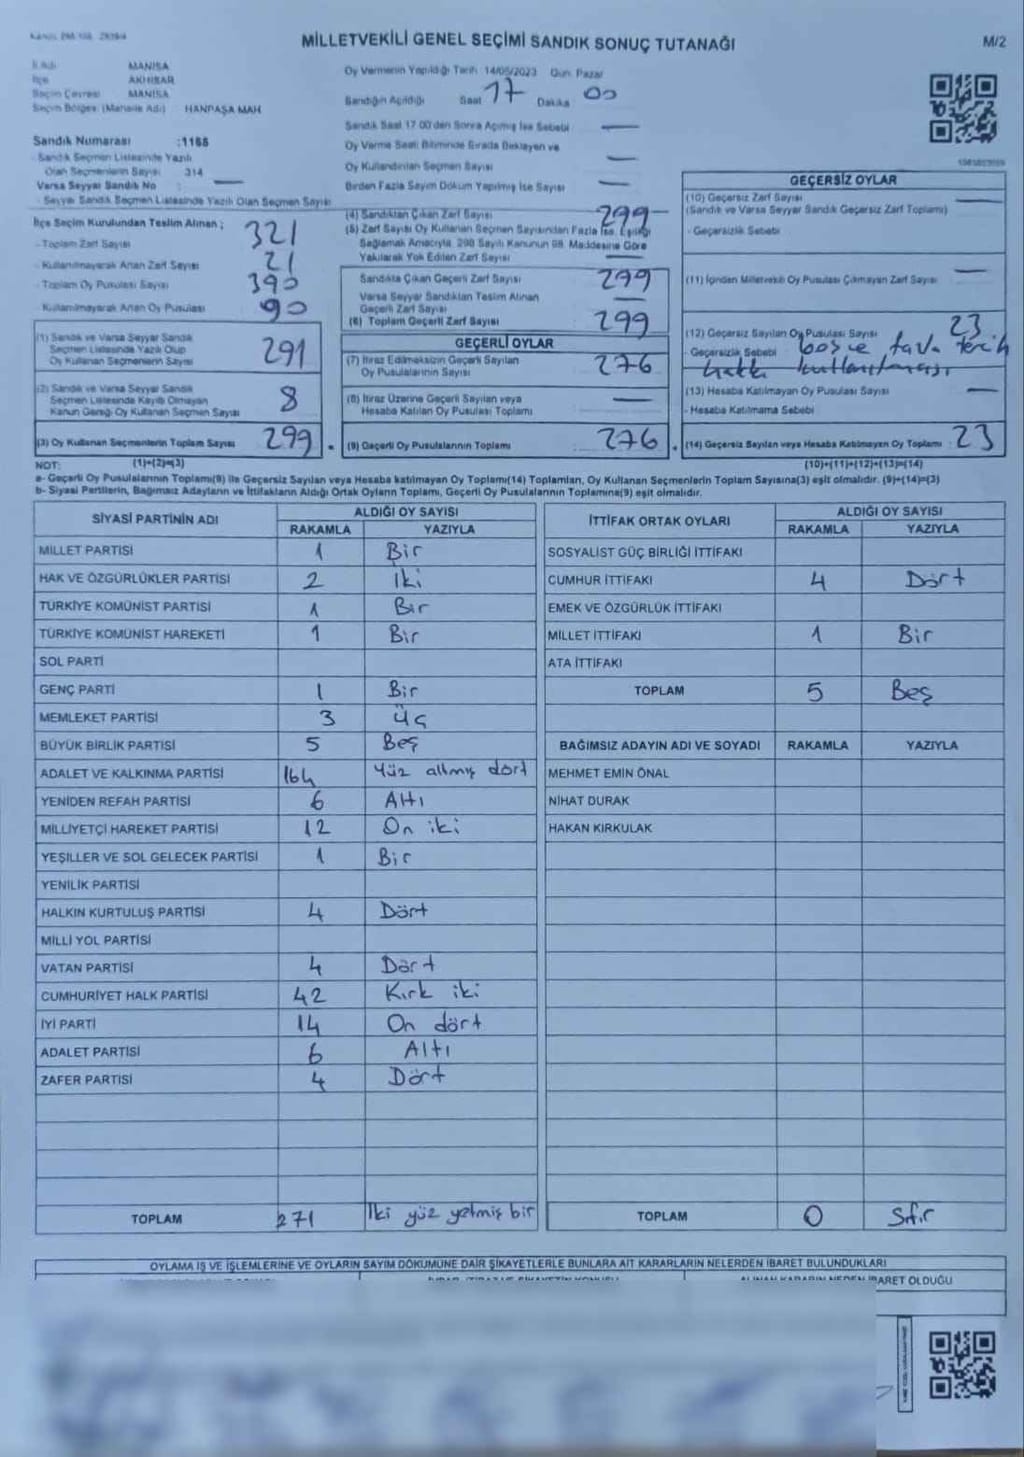 MİLLETVEKİLİ GENEL SEÇİMİ SANDIK SONUÇ TUTANAĞI
M/2
İli Adı MANİSA
İlçe AKHİSAR
Seçim Çevresi MANİSA
Seçim Bölgesi (Mahalle Adı) HANPAŞA MAH
Sandık Numarası :1168
- Sandık Seçmen Listesinde Yazılı
Olan Seçmenlerin Sayısı 314
Varsa Seyyar Sandık No —
- Seyyar Sandık Seçmen Listesinde Yazılı Olan Seçmen Sayısı
Oy Vermenin Yapıldığı Tarih 14/05/2023 Gün Pazar
Sandığın Açıldığı Saat 17 Dakika 00
Sandık Saat 17.00'den Sonra Açılmış İse Sebebi —
Oy Verme Saati Bitiminde Sırada Bekleyen ve
Oy Kullandırılan Seçmen Sayısı —
Birden Fazla Sayım Döküm Yapılmış İse Sayısı —
İlçe Seçim Kurulundan Teslim Alınan ;
- Toplam Zarf Sayısı 321
- Kullanılmayarak Artan Zarf Sayısı 21
- Toplam Oy Pusulası Sayısı 390
- Kullanılmayarak Artan Oy Pusulası 90
(1) Sandık ve Varsa Seyyar Sandık
Seçmen Listesinde Yazılı Olup
Oy Kullanan Seçmenlerin Sayısı 291
(2) Sandık ve Varsa Seyyar Sandık
Seçmen Listesinde Kayıtlı Olmayan
Kanun Gereği Oy Kullanan Seçmen Sayısı 8
(3) Oy Kullanan Seçmenlerin Toplam Sayısı 299
(4) Sandıktan Çıkan Zarf Sayısı 299
(5) Zarf Sayısı Oy Kullanan Seçmen Sayısından Fazla İse, Eşitliği
Sağlamak Amacıyla, 298 Sayılı Kanunun 98. Maddesine Göre
Yakılarak Yok Edilen Zarf Sayısı
Sandıkta Çıkan Geçerli Zarf Sayısı 299
Varsa Seyyar Sandıktan Teslim Alınan
Geçerli Zarf Sayısı —
(6) Toplam Geçerli Zarf Sayısı 299
GEÇERLİ OYLAR
(7) İtiraz Edilmeksizin Geçerli Sayılan
Oy Pusulalarının Sayısı 276
(8) İtiraz Üzerine Geçerli Sayılan veya
Hesaba Katılan Oy Pusulası Toplamı —
(9) Geçerli Oy Pusulalarının Toplamı 276
GEÇERSİZ OYLAR
(10) Geçersiz Zarf Sayısı —
(Sandık ve Varsa Seyyar Sandık Geçersiz Zarf Toplamı)
- Geçersizlik Sebebi
(11) İçinden Milletvekili Oy Pusulası Çıkmayan Zarf Sayısı —
(12) Geçersiz Sayılan Oy Pusulası Sayısı 23
- Geçersizlik Sebebi boş ve fazla tercih
hakkı kullanılması
(13) Hesaba Katılmayan Oy Pusulası Sayısı —
- Hesaba Katılmama Sebebi
(14) Geçersiz Sayılan veya Hesaba Katılmayan Oy Toplamı 23
NOT: (1)+(2)=(3)
(10)+(11)+(12)+(13)=(14)
a- Geçerli Oy Pusulalarının Toplamı(9) ile Geçersiz Sayılan veya Hesaba katılmayan Oy Toplamı(14) Toplamları, Oy Kullanan Seçmenlerin Toplam Sayısına(3) eşit olmalıdır. (9)+(14)=(3)
b- Siyasi Partilerin, Bağımsız Adayların ve İttifakların Aldığı Ortak Oyların Toplamı, Geçerli Oy Pusulalarının Toplamına(9) eşit olmalıdır.
SİYASİ PARTİNİN ADI
ALDIĞI OY SAYISI
RAKAMLA YAZIYLA
MİLLET PARTİSİ 1 Bir
HAK VE ÖZGÜRLÜKLER PARTİSİ 2 İki
TÜRKİYE KOMÜNİST PARTİSİ 1 Bir
TÜRKİYE KOMÜNİST HAREKETİ 1 Bir
SOL PARTİ
GENÇ PARTİ 1 Bir
MEMLEKET PARTİSİ 3 Üç
BÜYÜK BİRLİK PARTİSİ 5 Beş
ADALET VE KALKINMA PARTİSİ 164 Yüz altmış dört
YENİDEN REFAH PARTİSİ 6 Altı
MİLLİYETÇİ HAREKET PARTİSİ 12 On iki
YEŞİLLER VE SOL GELECEK PARTİSİ 1 Bir
YENİLİK PARTİSİ
HALKIN KURTULUŞ PARTİSİ 4 Dört
MİLLİ YOL PARTİSİ
VATAN PARTİSİ 4 Dört
CUMHURİYET HALK PARTİSİ 42 Kırk iki
İYİ PARTİ 14 On dört
ADALET PARTİSİ 6 Altı
ZAFER PARTİSİ 4 Dört
TOPLAM 271 İki yüz yetmiş bir
İTTİFAK ORTAK OYLARI
ALDIĞI OY SAYISI
RAKAMLA YAZIYLA
SOSYALİST GÜÇ BİRLİĞİ İTTİFAKI
CUMHUR İTTİFAKI 4 Dört
EMEK VE ÖZGÜRLÜK İTTİFAKI
MİLLET İTTİFAKI 1 Bir
ATA İTTİFAKI
TOPLAM 5 Beş
BAĞIMSIZ ADAYIN ADI VE SOYADI RAKAMLA YAZIYLA
MEHMET EMİN ÖNAL
NİHAT DURAK
HAKAN KIRKULAK
TOPLAM 0 Sıfır
OYLAMA İŞ VE İŞLEMLERİNE VE OYLARIN SAYIM DÖKÜMÜNE DAİR ŞİKAYETLERLE BUNLARA AİT KARARLARIN NELERDEN İBARET BULUNDUKLARI